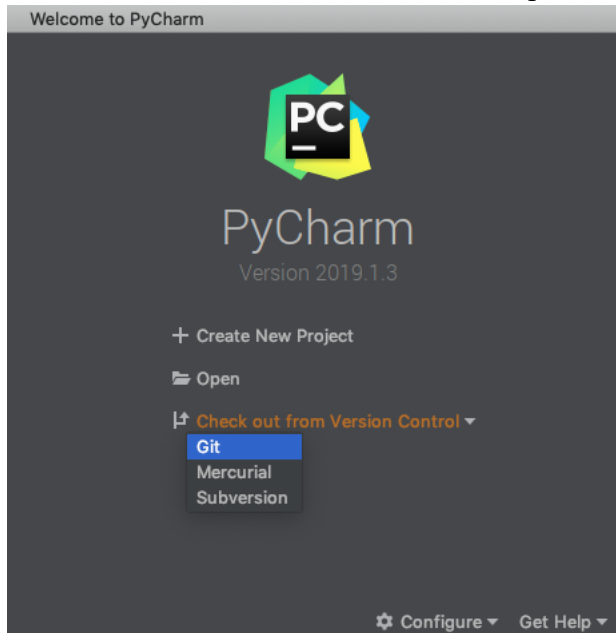 Welcome to PyCharm
PC
PyCharm
Version 2019.1.3
Create New Project
Open
Check out from Version Control
Git
Mercurial
Subversion
Configure Get Help